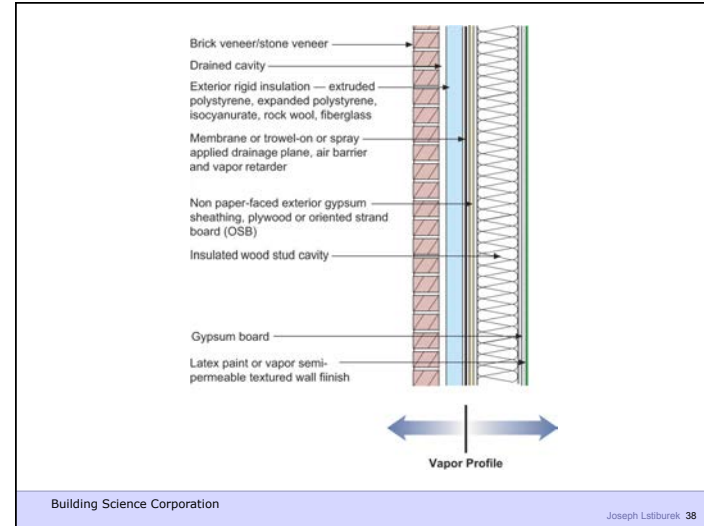 Brick veneer/stone veneer
Drained cavity
Exterior rigid insulation — extruded
polystyrene, expanded polystyrene,
isocyanurate, rock wool, fiberglass
Membrane or trowel-on or spray
applied drainage plane, air barrier
and vapor retarder
Non paper-faced exterior gypsum
sheathing, plywood or oriented strand
board (OSB)
Insulated wood stud cavity
Gypsum board
Latex paint or vapor semi-
permeable textured wall fiinish
Vapor Profile
Building Science Corporation
Joseph Lstiburek 38